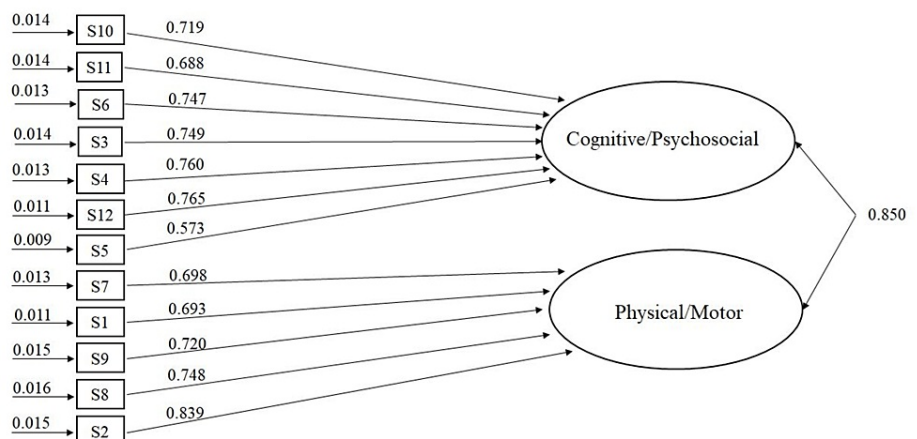 0.014 S10 0.719
0.014 S11 0.688
0.013 S6 0.747
0.014 S3 0.749
Cognitive/Psychosocial
0.013 S4 0.760
0.011 S12 0.765
0.850
0.009 S5 0.573
0.013 S7 0.698
0.011 S1 0.693
Physical/Motor
0.015 S9 0.720
0.016 S8 0.748
0.015 S2 0.839